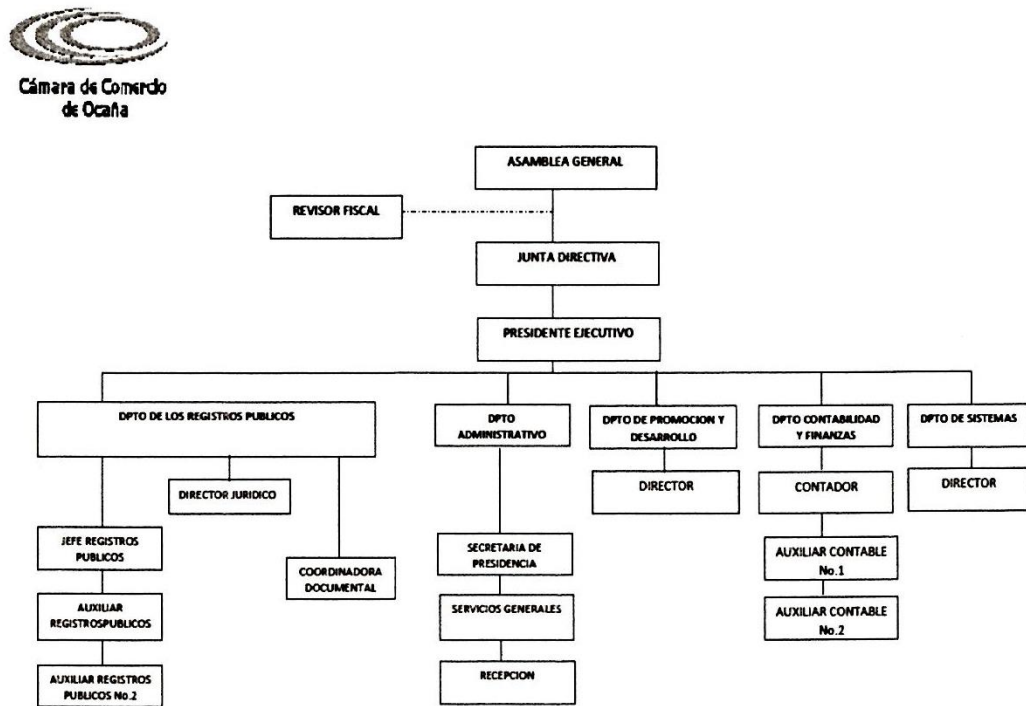 Cámara de Comercio
de Ocaña
ASAMBLEA GENERAL
REVISOR FISCAL
JUNTA DIRECTIVA
PRESIDENTE EJECUTIVO
DPTO DE LOS REGISTROS PUBLICOS
DPTO
ADMINISTRATIVO
DPTO DE PROMOCION Y
DESARROLLO
DPTO CONTABILIDAD
Y FINANZAS
DPTO DE SISTEMAS
DIRECTOR JURIDICO
DIRECTOR
CONTADOR
DIRECTOR
JEFE REGISTROS
PUBLICOS
COORDINADORA
DOCUMENTAL
SECRETARIA DE
PRESIDENCIA
AUXILIAR CONTABLE
No.1
AUXILIAR
REGISTROSPUBLICOS
SERVICIOS GENERALES
AUXILIAR CONTABLE
No.2
AUXILIAR REGISTROS
PUBLICOS No.2
RECEPCION